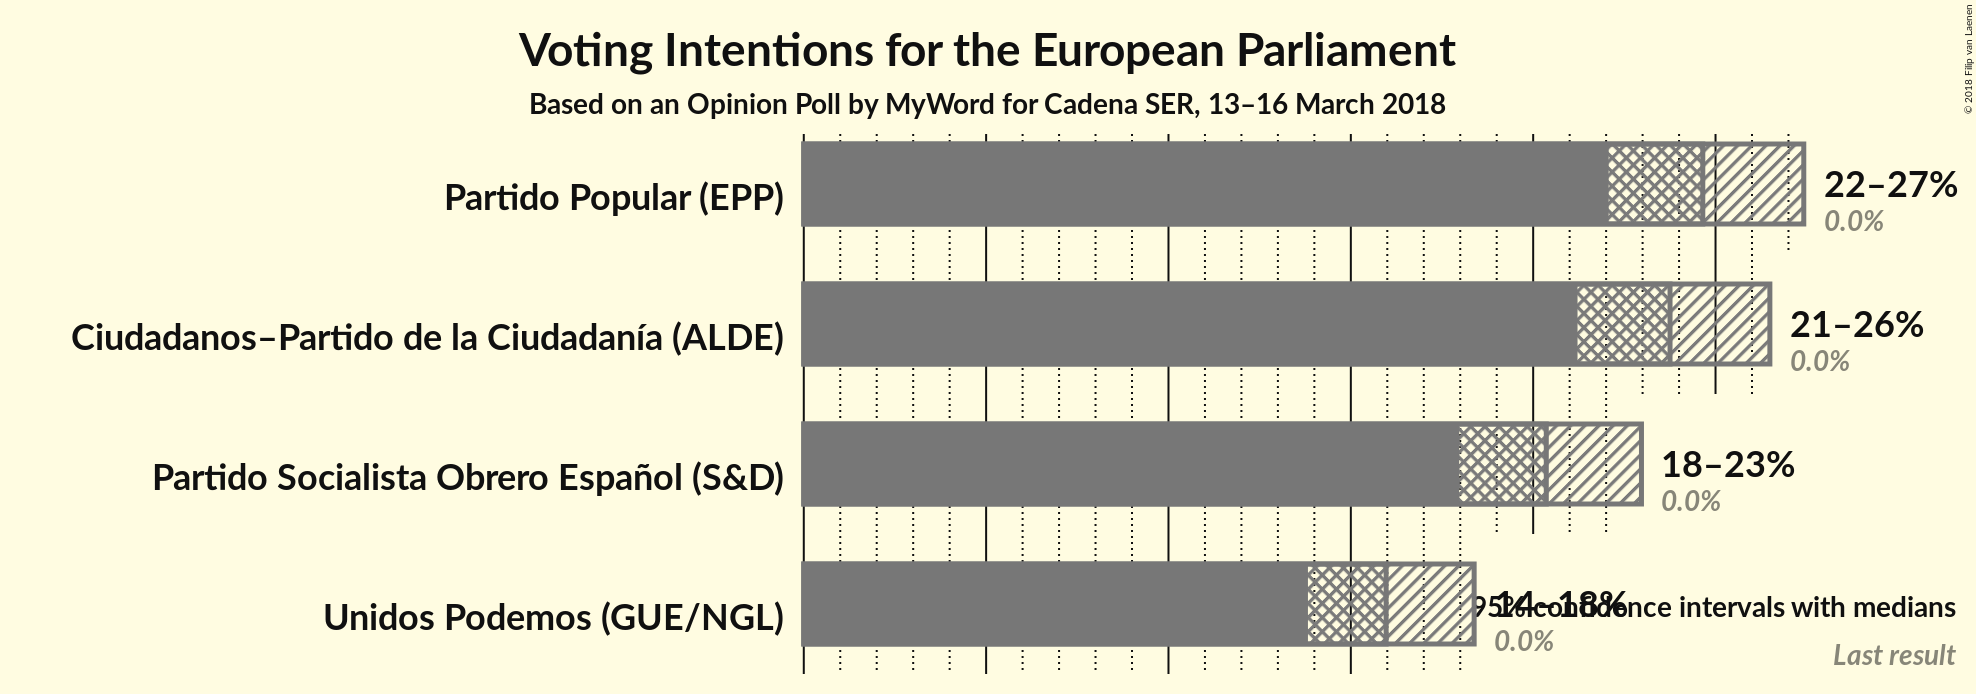 Voting Intentions for the European Parliament
Based on an Opinion Poll by MyWord for Cadena SER, 13–16 March 2018
© 2018 Filip van Laenen
Partido Popular (EPP)
22–27%
0.0%
Ciudadanos–Partido de la Ciudadanía (ALDE)
21–26%
0.0%
Partido Socialista Obrero Español (S&D)
18–23%
0.0%
Unidos Podemos (GUE/NGL)
14–18%
0.0%
95% confidence intervals with medians
Last result